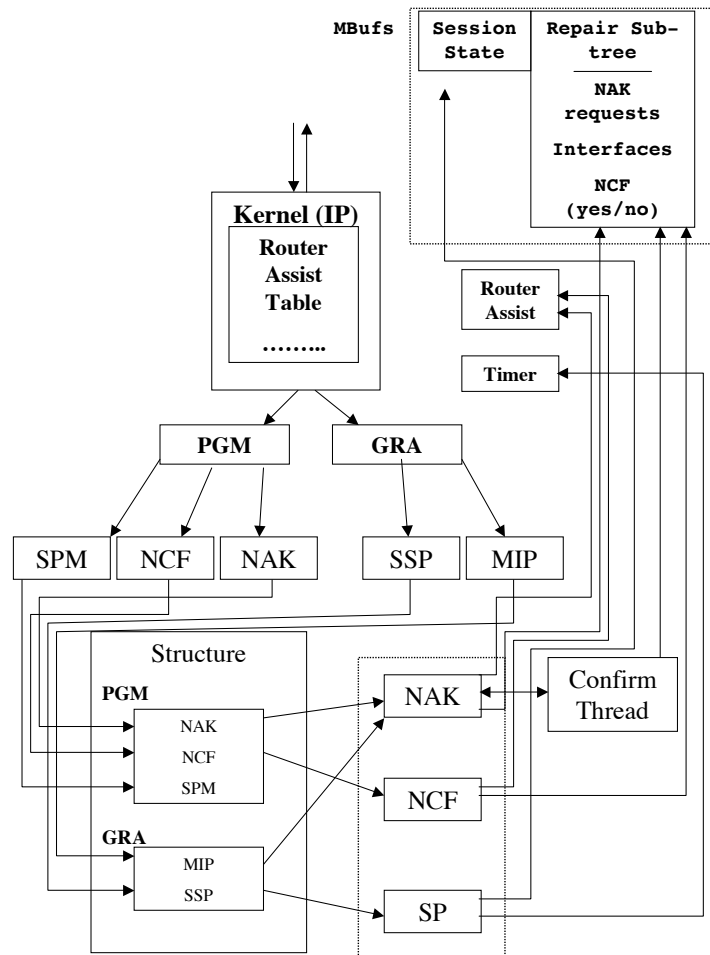 MBufs
Session
State
Repair Sub-
tree
NAK
requests
Interfaces
NCF
(yes/no)
Kernel (IP)
Router
Assist
Table
……...
Router
Assist
Timer
PGM
GRA
SPM
NCF
NAK
SSP
MIP
Structure
PGM
NAK
NCF
SPM
GRA
MIP
SSP
NAK
NCF
SP
Confirm
Thread